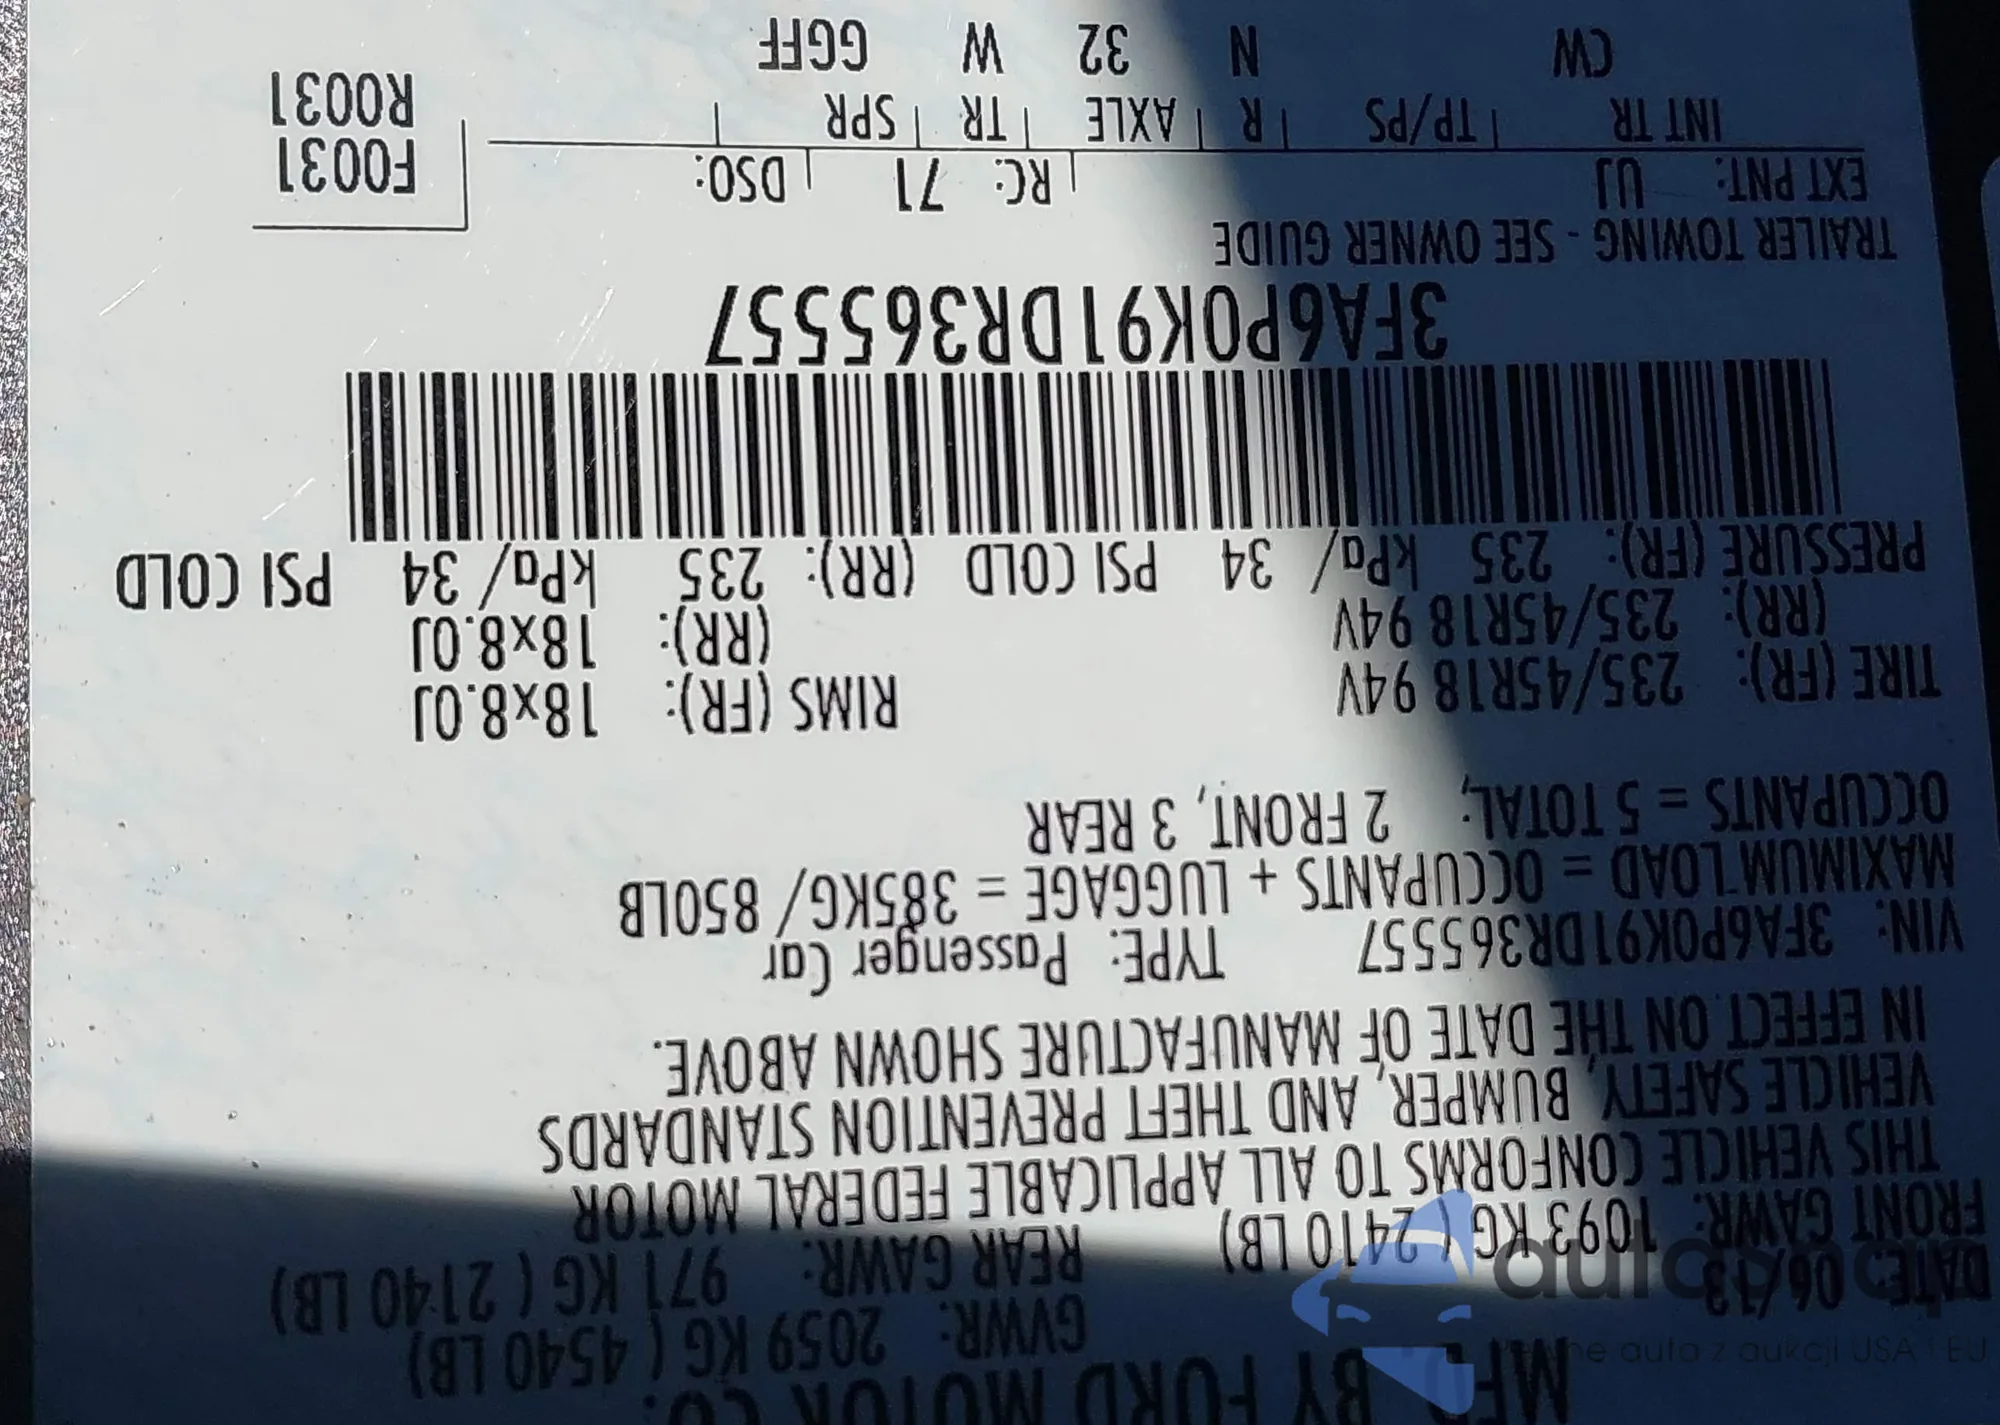 MFD. BY FORD MOTOR CO.
DATE: 06/13 GVWR: 2059 KG ( 4540 LB)
FRONT GAWR: 1093 KG ( 2410 LB) REAR GAWR: 971 KG ( 2140 LB)
THIS VEHICLE CONFORMS TO ALL APPLICABLE FEDERAL MOTOR
VEHICLE SAFETY, BUMPER, AND THEFT PREVENTION STANDARDS
IN EFFECT ON THE DATE OF MANUFACTURE SHOWN ABOVE.
VIN: 3FA6P0K91DR365557 TYPE: Passenger Car
MAXIMUM LOAD = OCCUPANTS + LUGGAGE = 385KG/ 850LB
OCCUPANTS = 5 TOTAL, 2 FRONT, 3 REAR
TIRE (FR): 235/45R18 94V RIMS (FR): 18x8.0J
(RR): 235/45R18 94V (RR): 18x8.0J
PRESSURE (FR): 235 kPa/ 34 PSI COLD (RR): 235 kPa/ 34 PSI COLD
3FA6P0K91DR365557
TRAILER TOWING - SEE OWNER GUIDE
EXT PNT: UJ RC: 71 DSO: F0031
INT TR TP/PS R AXLE TR SPR R0031
CW N 32 W GGFF
auto z aukcji USA i EU